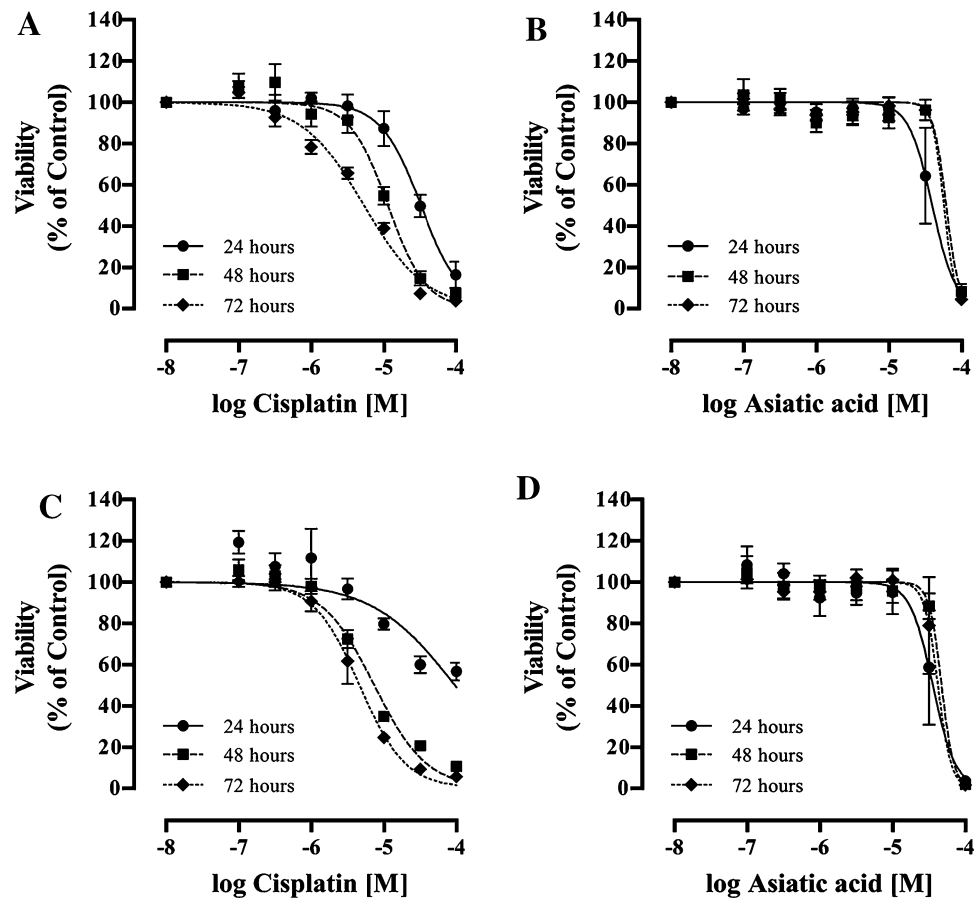 A
140
120
100
80
60
40
20
0
Viability
(% of Control)
24 hours
48 hours
72 hours
-8 -7 -6 -5 -4
log Cisplatin [M]
B
140
120
100
80
60
40
20
0
Viability
(% of Control)
24 hours
48 hours
72 hours
-8 -7 -6 -5 -4
log Asiatic acid [M]
C
140
120
100
80
60
40
20
0
Viability
(% of Control)
24 hours
48 hours
72 hours
-8 -7 -6 -5 -4
log Cisplatin [M]
D
140
120
100
80
60
40
20
0
Viability
(% of Control)
24 hours
48 hours
72 hours
-8 -7 -6 -5 -4
log Asiatic acid [M]